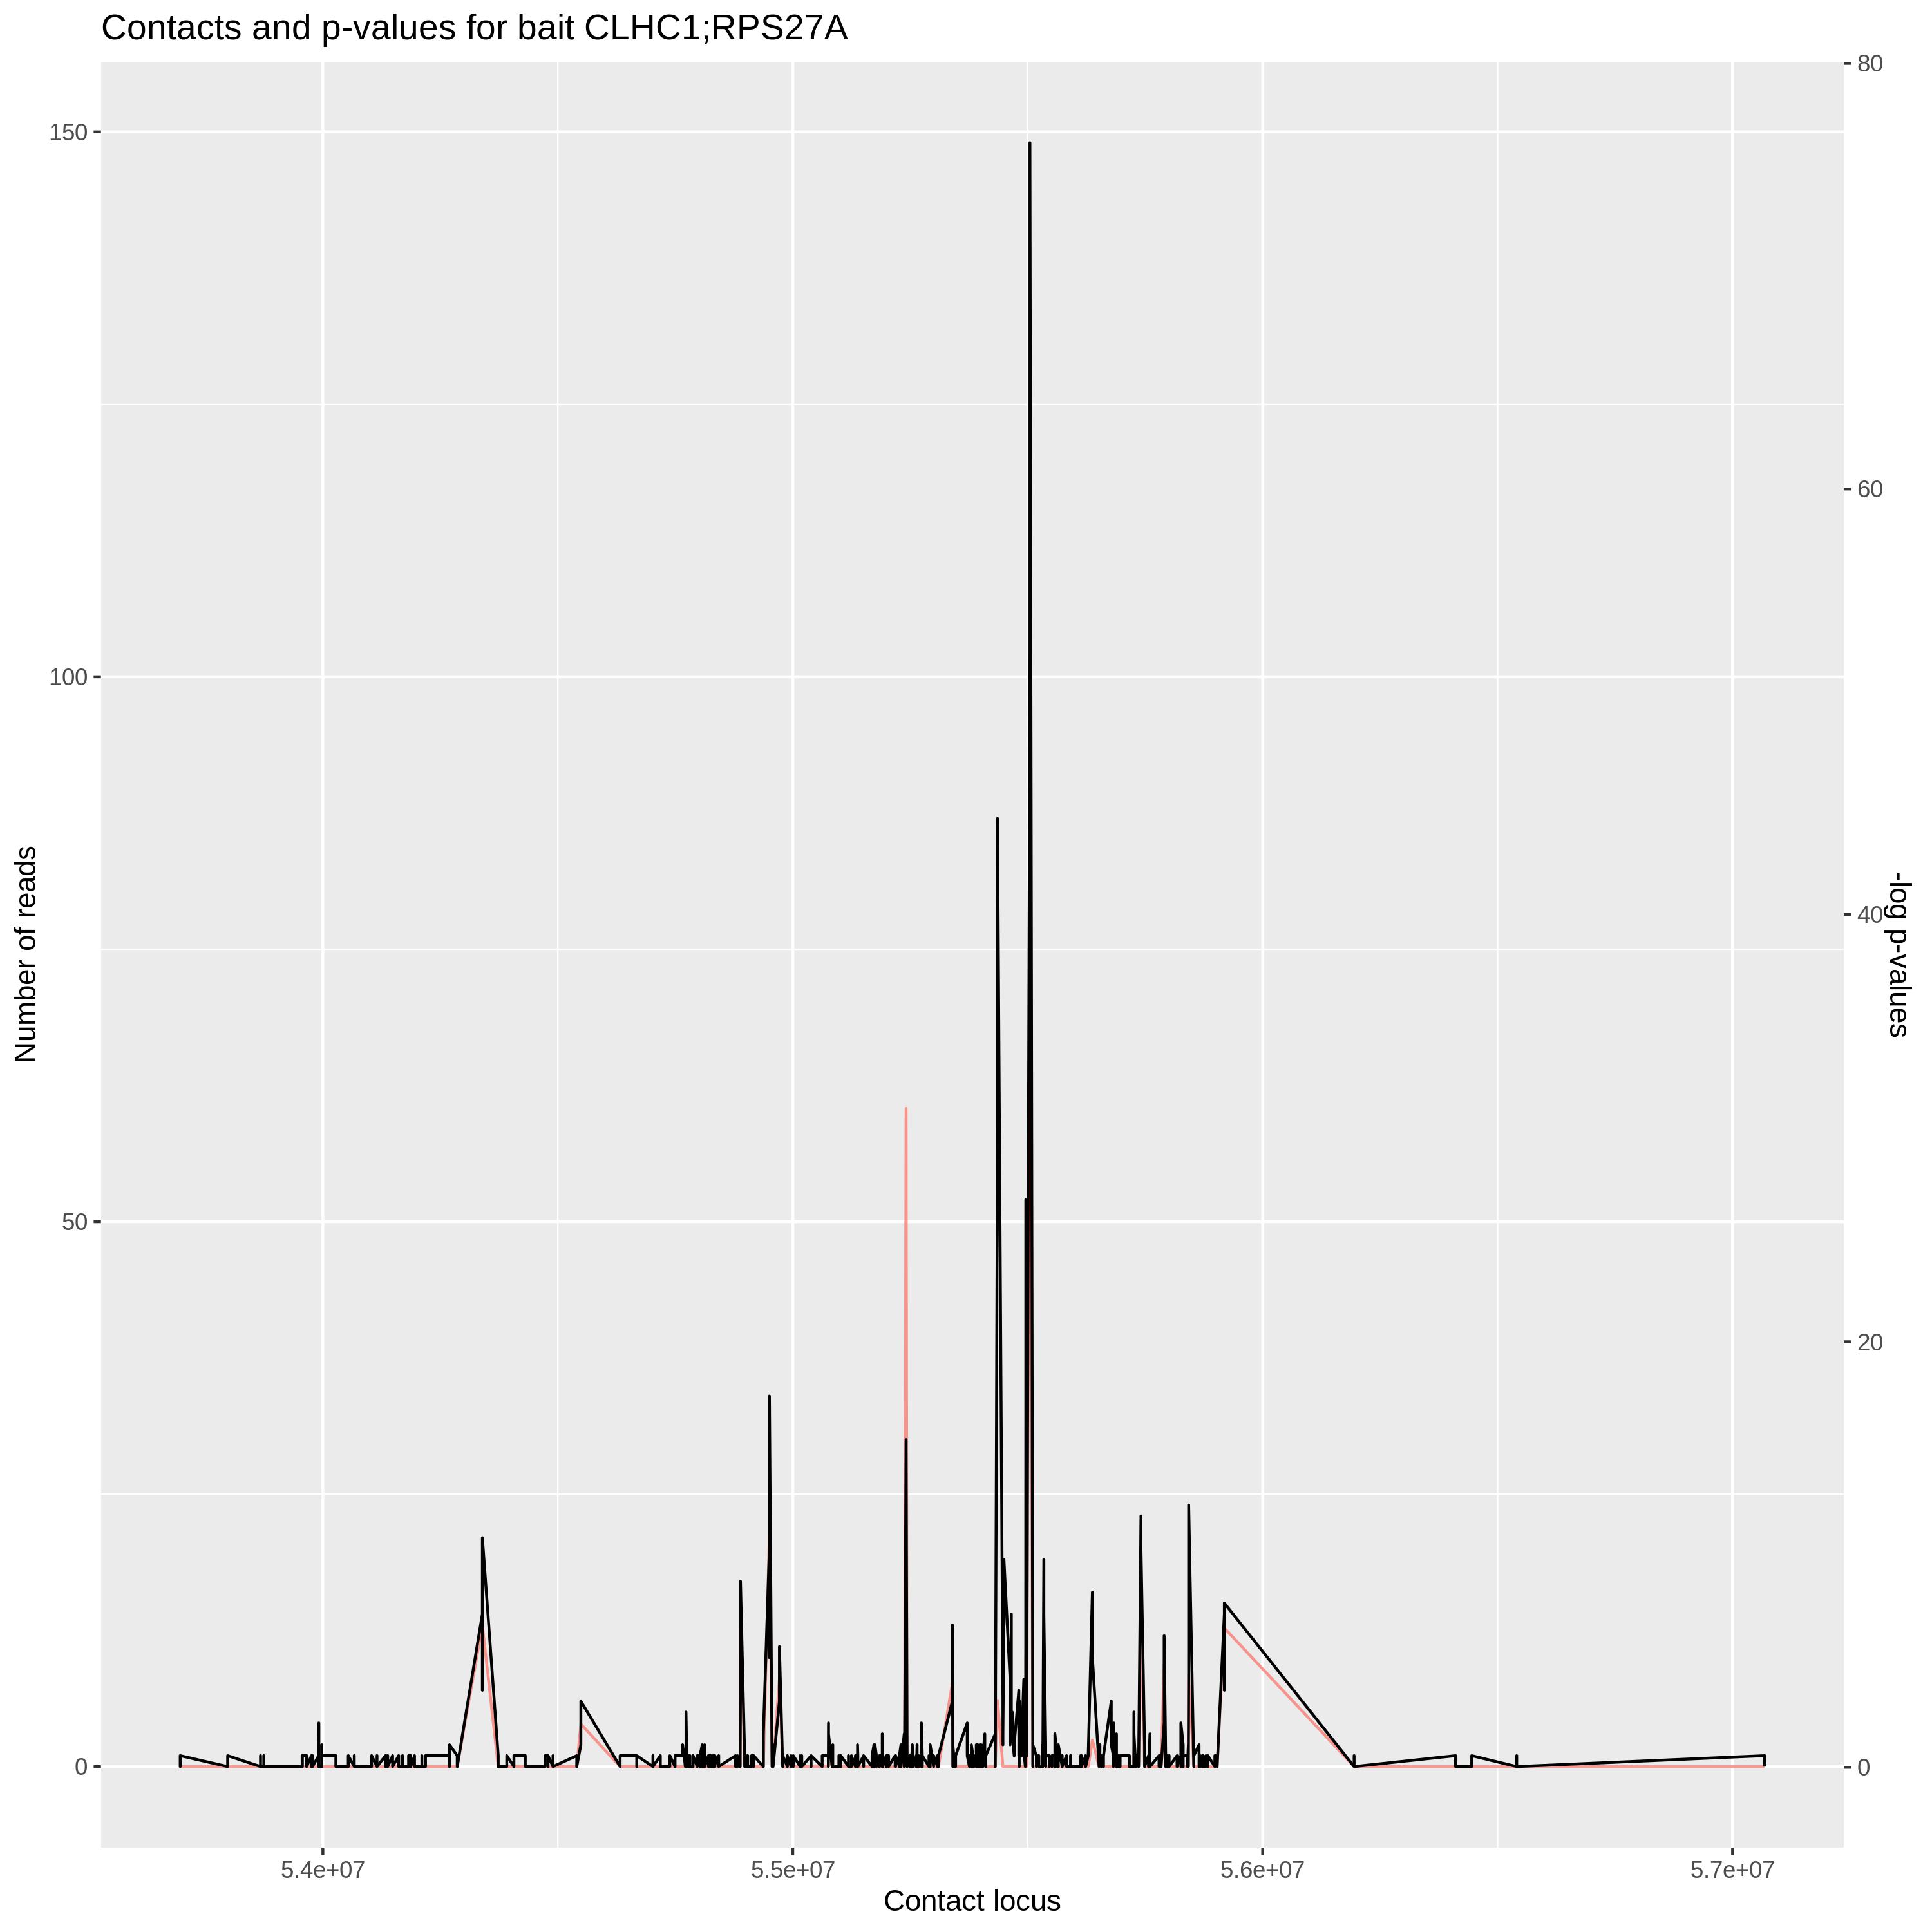 Contacts and p-values for bait CLHC1;RPS27A
150
100
50
0
Number of reads
80
60
40
20
0
-log p-values
5.4e+07
5.5e+07
5.6e+07
5.7e+07
Contact locus